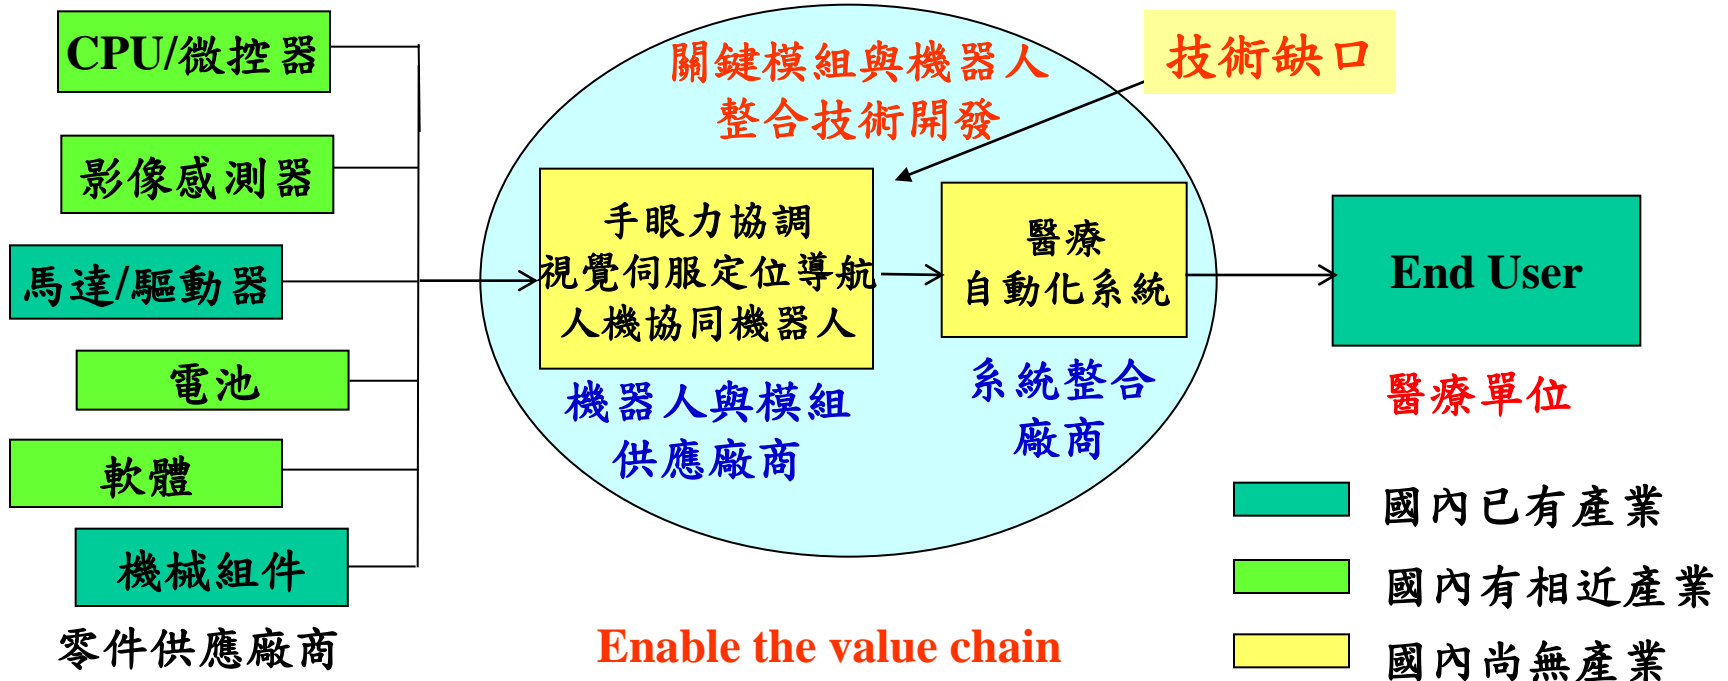 CPU/微控器
影像感測器
馬達/驅動器
電池
軟體
機械組件
零件供應廠商
關鍵模組與機器人
整合技術開發
技術缺口
手眼力協調
視覺伺服定位導航
人機協同機器人
機器人與模組
供應廠商
醫療
自動化系統
系統整合
廠商
End User
醫療單位
Enable the value chain
國內已有產業
國內有相近產業
國內尚無產業